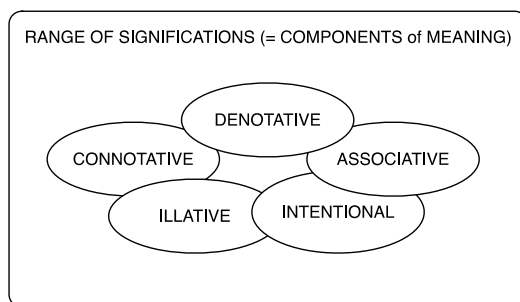 RANGE OF SIGNIFICATIONS (= COMPONENTS of MEANING)
DENOTATIVE
CONNOTATIVE
ASSOCIATIVE
ILLATIVE
INTENTIONAL